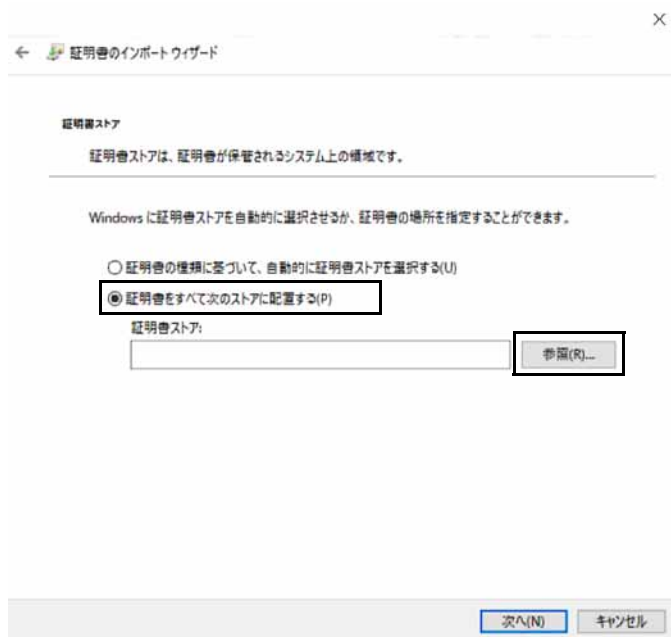 証明書のインポート ウィザード
証明書ストア
証明書ストアは、証明書が保管されるシステム上の領域です。
Windows に証明書ストアを自動的に選択させるか、証明書の場所を指定することができます。
証明書の種類に基づいて、自動的に証明書ストアを選択する(U)
証明書をすべて次のストアに配置する(P)
証明書ストア:
参照(R)...
次へ(N) キャンセル